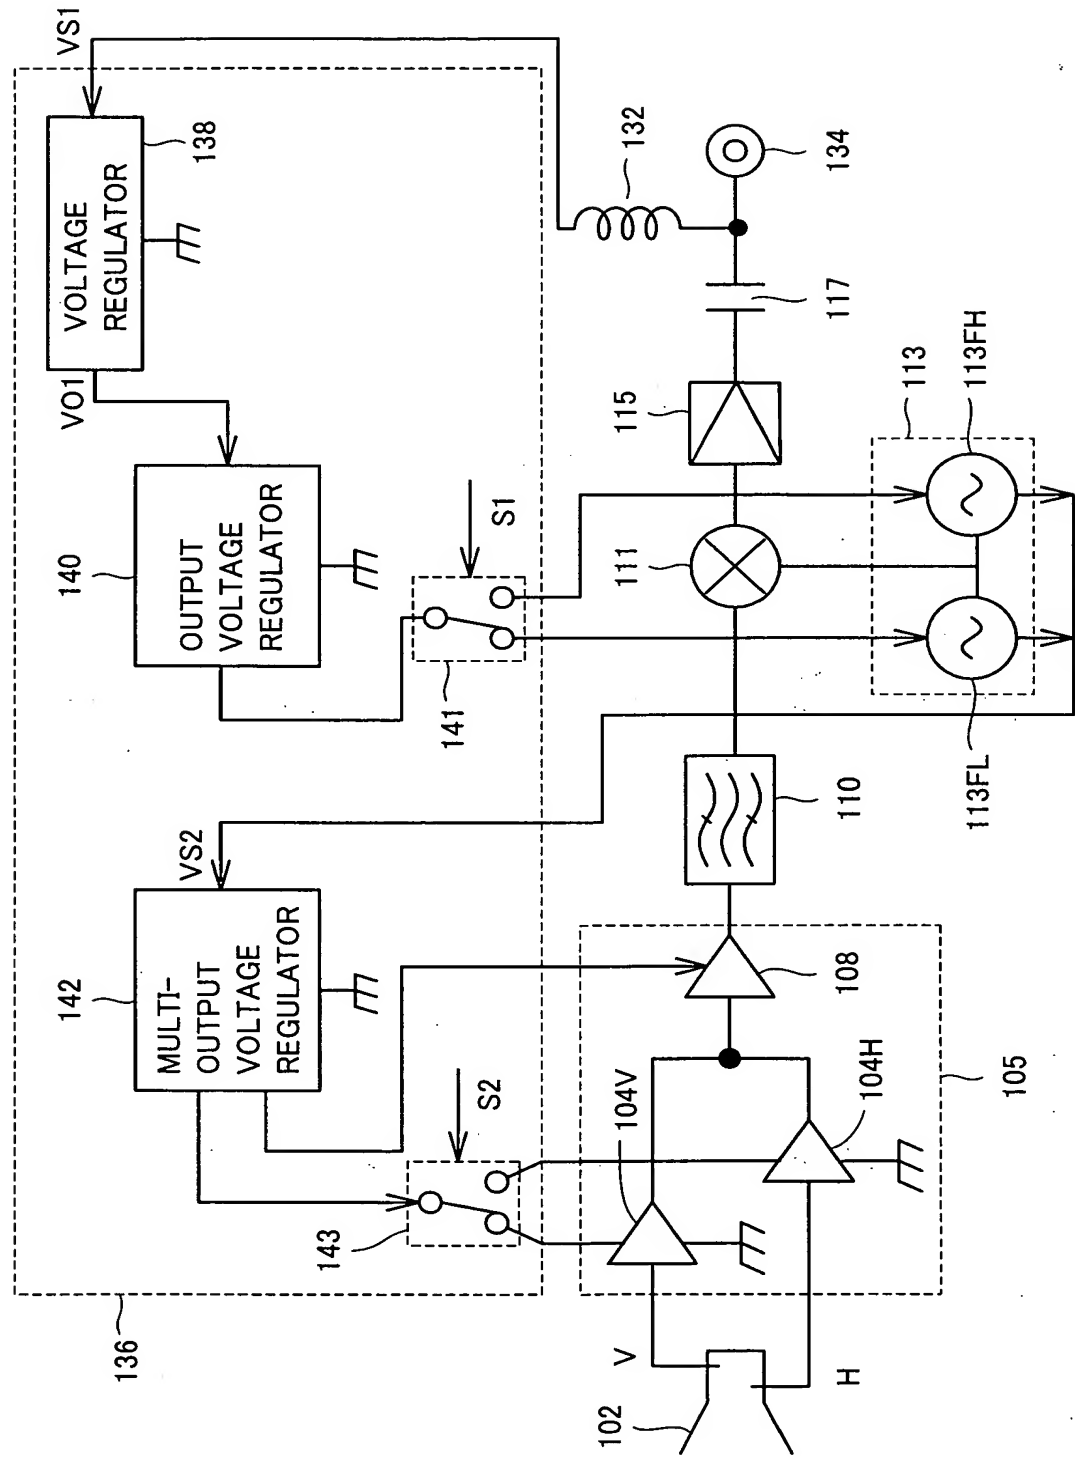 136
142
MULTI-
OUTPUT
VOLTAGE
REGULATOR
VS2
140
OUTPUT
VOLTAGE
REGULATOR
VO1
VOLTAGE
REGULATOR
138
VS1
143
S2
141
S1
132
134
102
V
H
104V
104H
105
108
110
111
115
117
113
113FL
113FH